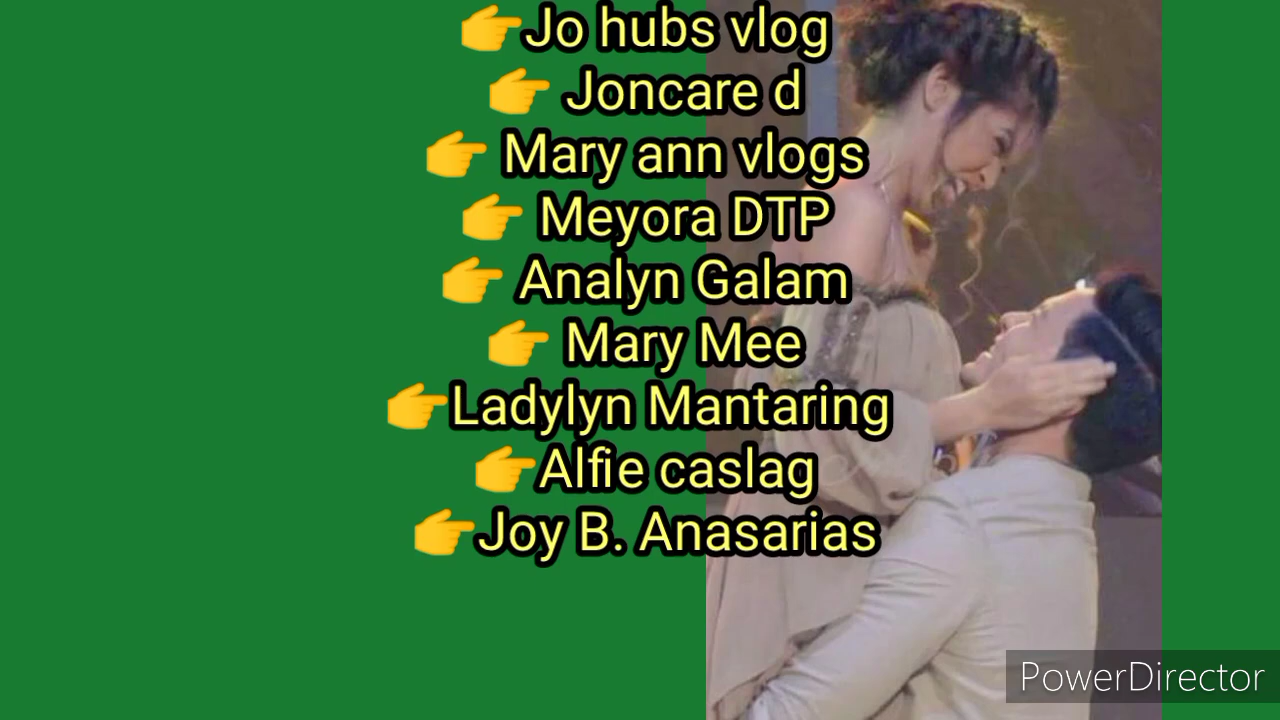 👉Jo hubs vlog
👉 Joncare d
👉 Mary ann vlogs
👉 Meyora DTP
👉 Analyn Galam
👉 Mary Mee
👉Ladylyn Mantaring
👉Alfie caslag
👉Joy B. Anasarias
PowerDirector